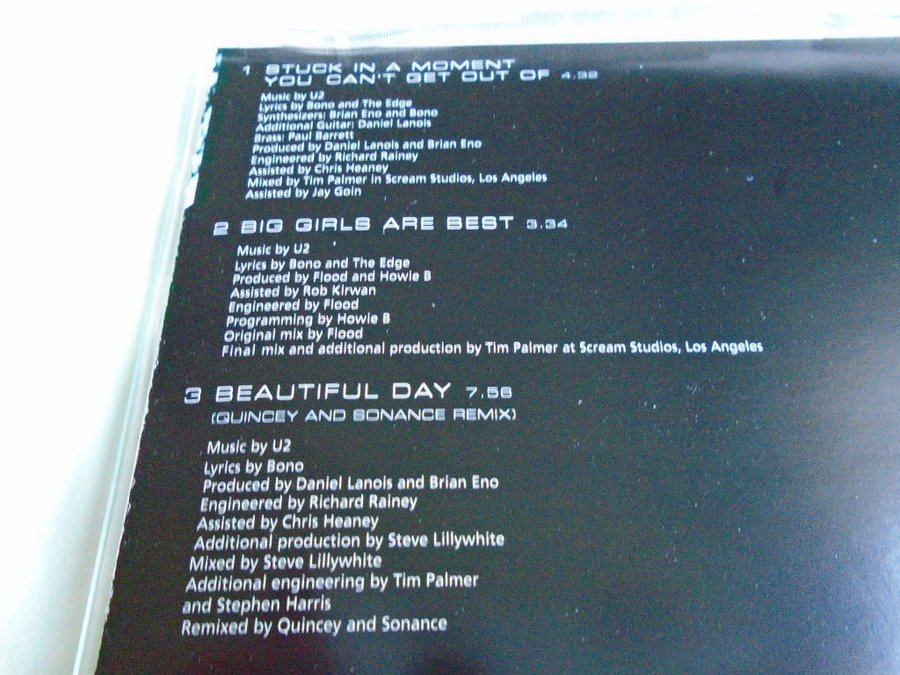 1 STUCK IN A MOMENT
YOU CAN'T GET OUT OF 4.32
Music by U2
Lyrics by Bono and The Edge
Synthesizers: Brian Eno and Bono
Additional Guitar: Daniel Lanois
Brass: Paul Barrett
Produced by Daniel Lanois and Brian Eno
Engineered by Richard Rainey
Assisted by Chris Heaney
Mixed by Tim Palmer in Scream Studios, Los Angeles
Assisted by Jay Goin
2 BIG GIRLS ARE BEST 3.34
Music by U2
Lyrics by Bono and The Edge
Produced by Flood and Howie B
Assisted by Rob Kirwan
Engineered by Flood
Programming by Howie B
Original mix by Flood
Final mix and additional production by Tim Palmer at Scream Studios, Los Angeles
3 BEAUTIFUL DAY 7.56
(QUINCEY AND SONANCE REMIX)
Music by U2
Lyrics by Bono
Produced by Daniel Lanois and Brian Eno
Engineered by Richard Rainey
Assisted by Chris Heaney
Additional production by Steve Lillywhite
Mixed by Steve Lillywhite
Additional engineering by Tim Palmer
and Stephen Harris
Remixed by Quincey and Sonance